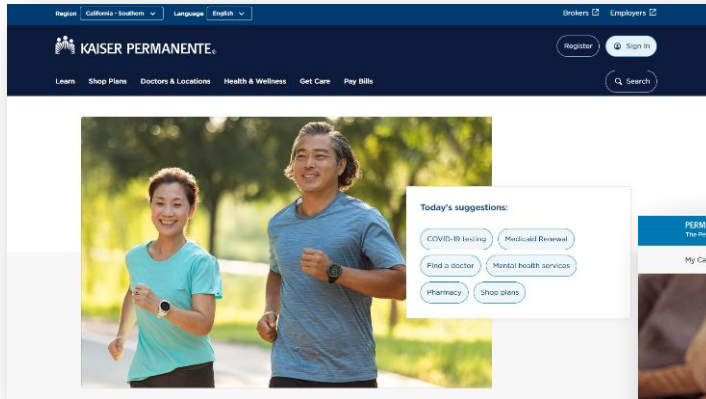 Region California - Southern Language English Brokers Employers
KAISER PERMANENTE® Register Sign In
Learn Shop Plans Doctors & Locations Health & Wellness Get Care Pay Bills Search
Today's suggestions:
COVID-19 testing Medicaid Renewal
Find a doctor Mental health services
Pharmacy Shop plans
PERM
The Pe
My Ca